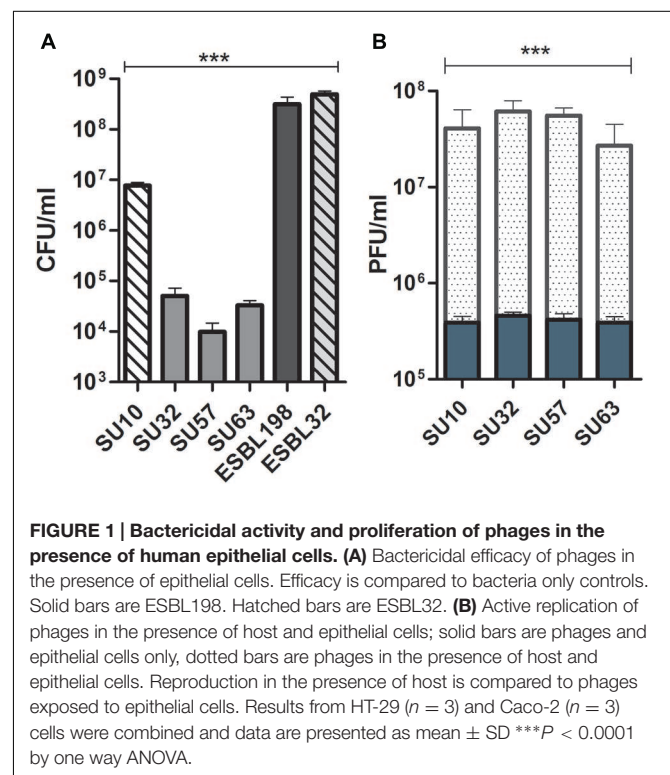 A
***
10⁹
10⁸
10⁷
10⁶
10⁵
10⁴
10³
CFU/ml
SU10
SU32
SU57
SU63
ESBL198
ESBL32
B
***
10⁸
10⁷
10⁶
10⁵
PFU/ml
SU10
SU32
SU57
SU63
FIGURE 1 | Bactericidal activity and proliferation of phages in the
presence of human epithelial cells. (A) Bactericidal efficacy of phages in
the presence of epithelial cells. Efficacy is compared to bacteria only controls.
Solid bars are ESBL198. Hatched bars are ESBL32. (B) Active replication of
phages in the presence of host and epithelial cells; solid bars are phages and
epithelial cells only, dotted bars are phages in the presence of host and
epithelial cells. Reproduction in the presence of host is compared to phages
exposed to epithelial cells. Results from HT-29 (n = 3) and Caco-2 (n = 3)
cells were combined and data are presented as mean ± SD ***P < 0.0001
by one way ANOVA.